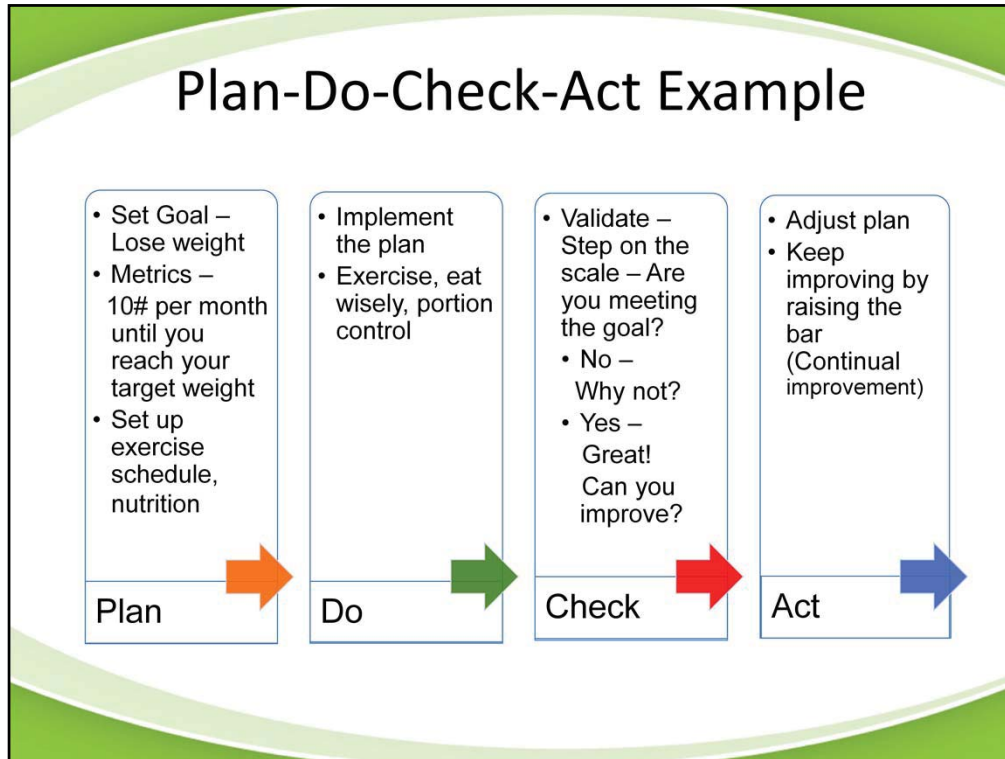 Plan-Do-Check-Act Example
• Set Goal –
Lose weight
• Metrics –
10# per month
until you
reach your
target weight
• Set up
exercise
schedule,
nutrition
Plan
• Implement
the plan
• Exercise, eat
wisely, portion
control
Do
• Validate –
Step on the
scale – Are
you meeting
the goal?
• No –
Why not?
• Yes –
Great!
Can you
improve?
Check
• Adjust plan
• Keep
improving by
raising the
bar
(Continual
improvement)
Act